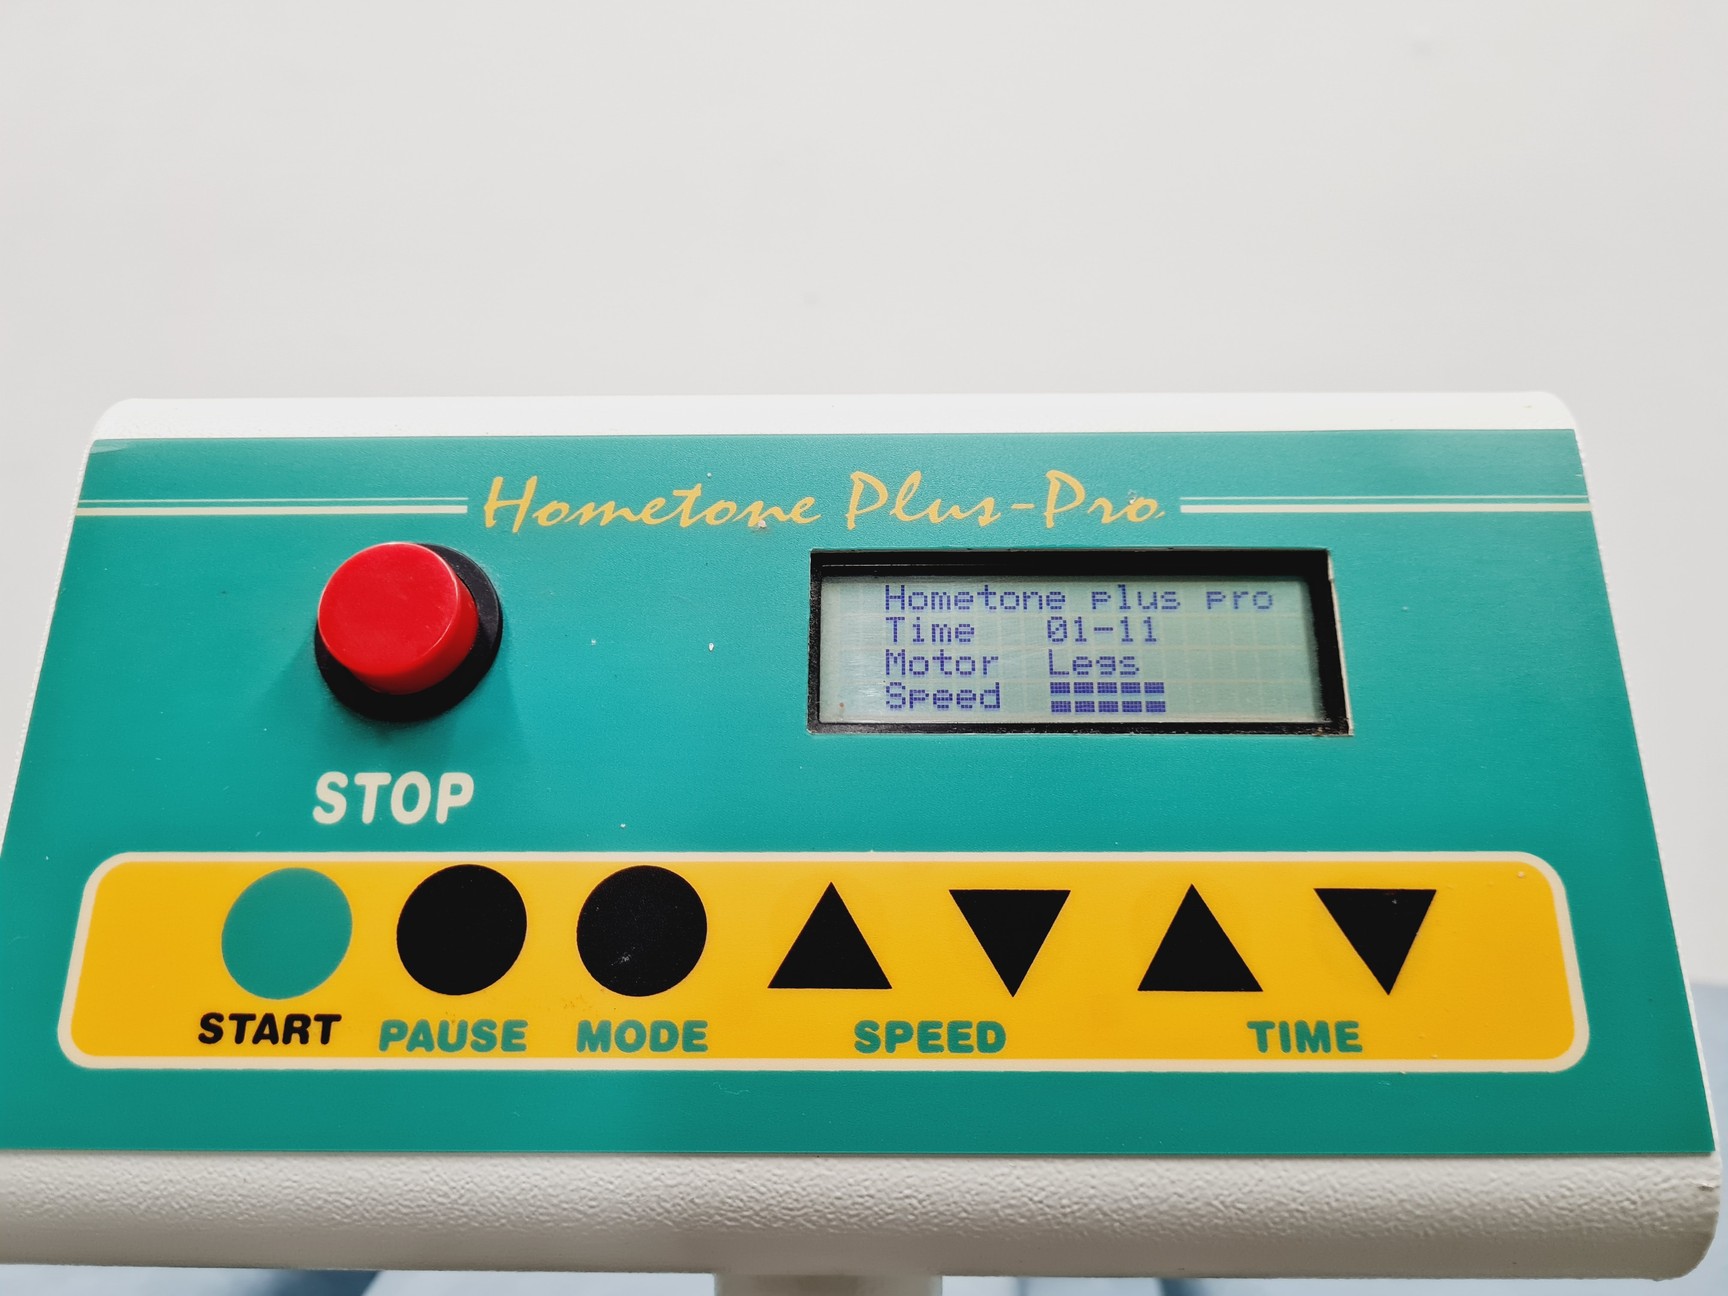 Hometone Plus-Pro
Hometone plus pro
Time 01-11
Motor Legs
Speed
STOP
START PAUSE MODE SPEED TIME